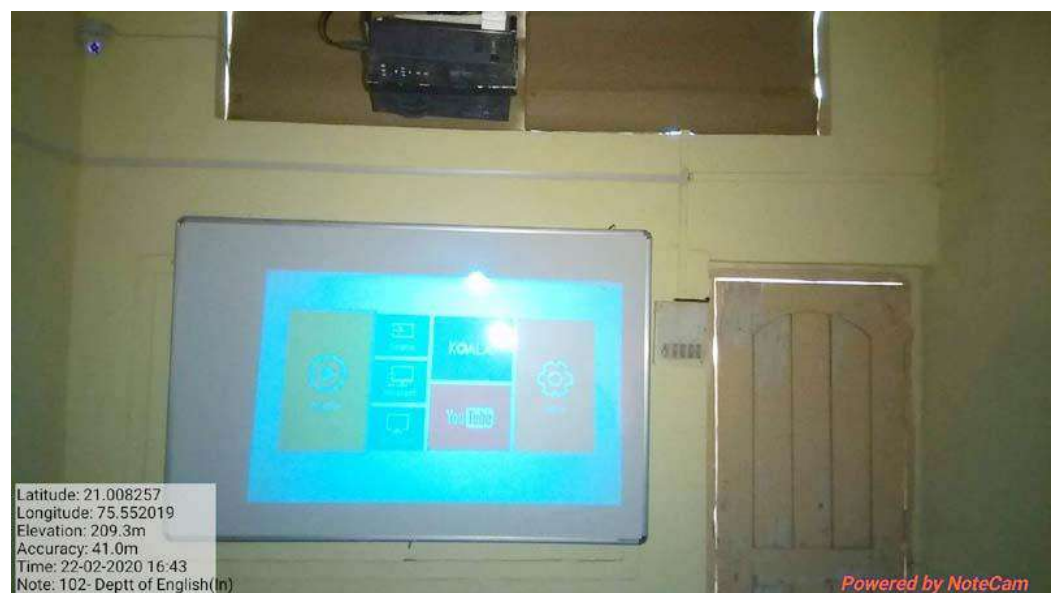 KOALA
YouTube
Latitude: 21.008257
Longitude: 75.552019
Elevation: 209.3m
Accuracy: 41.0m
Time: 22-02-2020 16:43
Note: 102- Deptt of English(In)
Powered by NoteCam